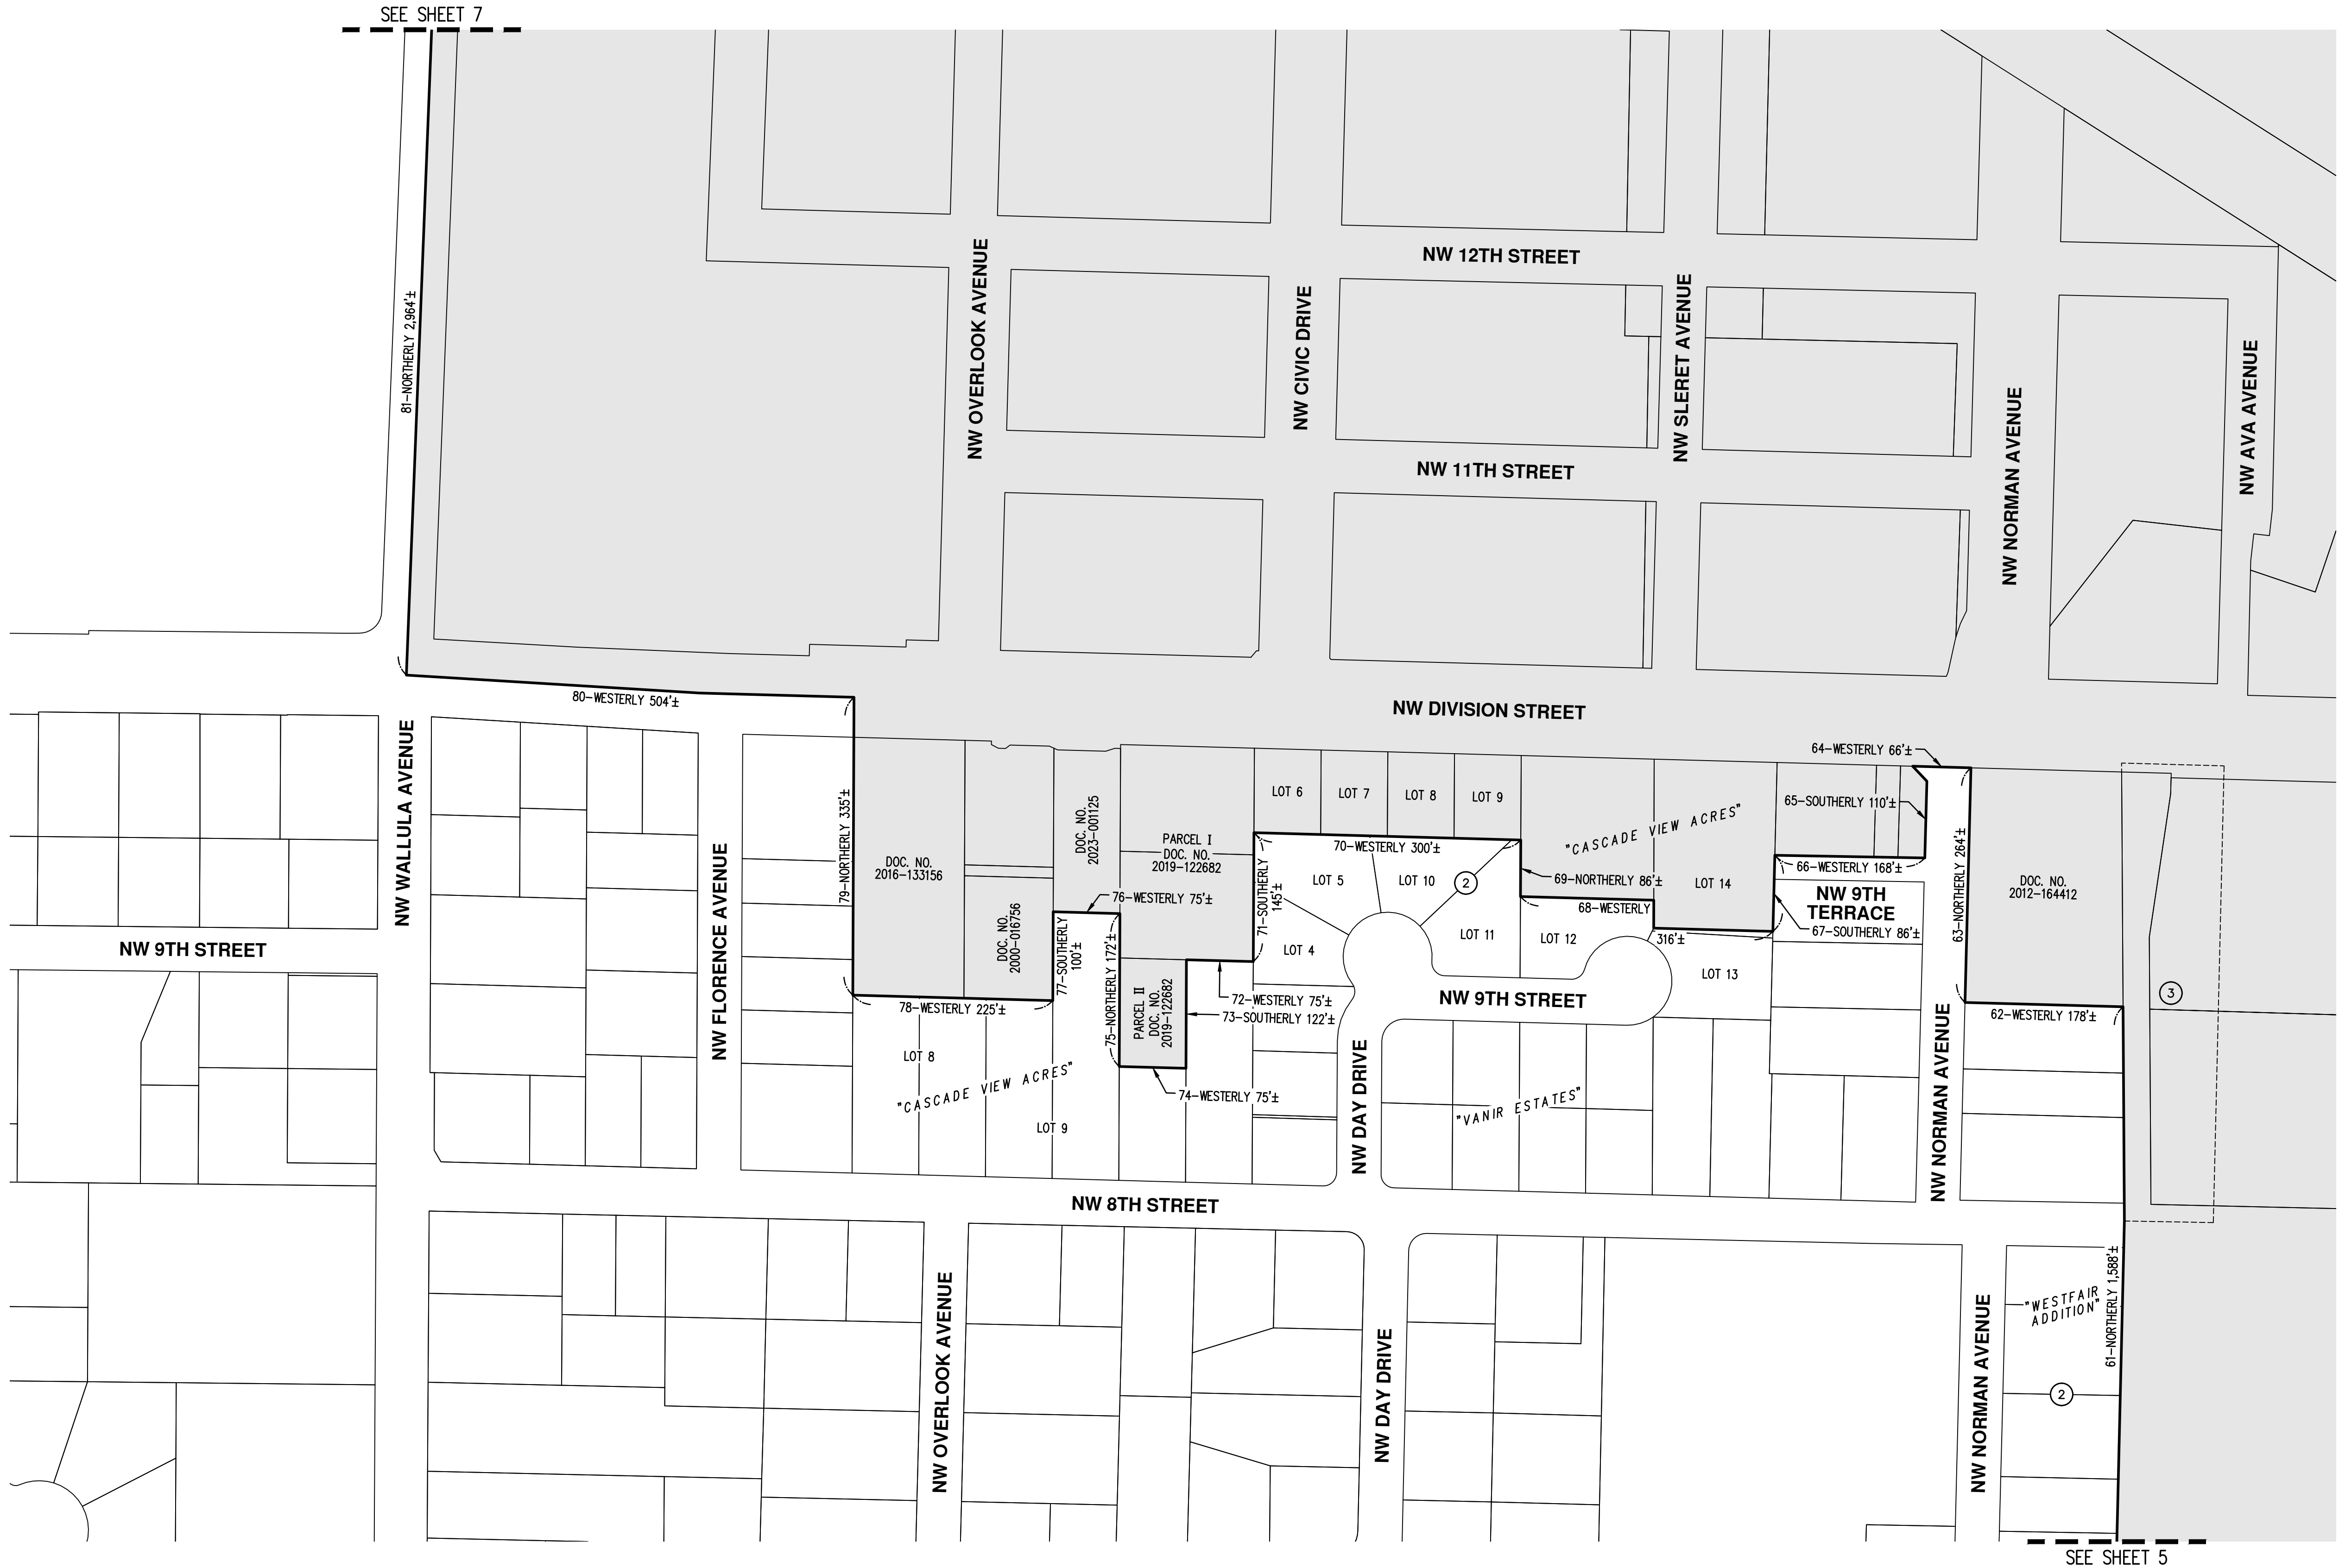 SEE SHEET 7
NW 12TH STREET
NW OVERLOOK AVENUE
NW CIVIC DRIVE
NW SLERET AVENUE
NW NORMAN AVENUE
NW AVA AVENUE
81-NORTHERLY 2,964'±
NW 11TH STREET
80-WESTERLY 504'±
NW DIVISION STREET
64-WESTERLY 66'±
NW WALLULA AVENUE
NW FLORENCE AVENUE
79-NORTHERLY 335'±
DOC. NO.
2016-133156
DOC. NO.
2000-016756
DOC. NO.
2023-001125
PARCEL I
DOC. NO.
2019-122682
LOT 6
LOT 7
LOT 8
LOT 9
"CASCADE VIEW ACRES"
65-SOUTHERLY 110'±
70-WESTERLY 300'±
66-WESTERLY 168'±
63-NORTHERLY 264'±
DOC. NO.
2012-164412
LOT 5
LOT 10
2
69-NORTHERLY 86'±
LOT 14
NW 9TH
TERRACE
76-WESTERLY 75'±
71-SOUTHERLY
145'±
68-WESTERLY
316'±
67-SOUTHERLY 86'±
77-SOUTHERLY
100'±
75-NORTHERLY 172'±
LOT 4
LOT 11
LOT 12
LOT 13
NW 9TH STREET
NW 9TH STREET
PARCEL II
DOC. NO.
2019-122682
72-WESTERLY 75'±
73-SOUTHERLY 122'±
3
78-WESTERLY 225'±
62-WESTERLY 178'±
LOT 8
"CASCADE VIEW ACRES"
74-WESTERLY 75'±
LOT 9
NW DAY DRIVE
"VANIR ESTATES"
NW NORMAN AVENUE
NW 8TH STREET
NW OVERLOOK AVENUE
NW DAY DRIVE
NW NORMAN AVENUE
"WESTFAIR
ADDITION"
61-NORTHERLY 1,588'±
2
SEE SHEET 5